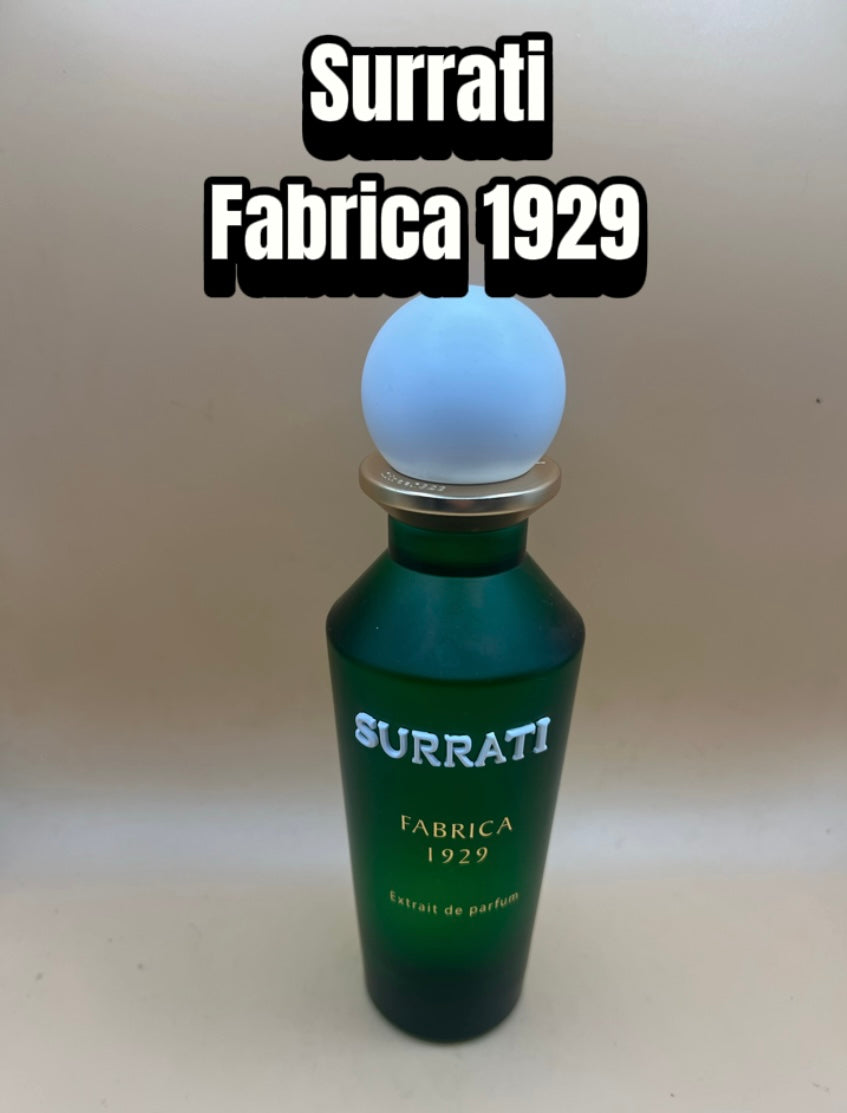 Surrati
Fabrica 1929
SURRATI
FABRICA
1929
Extrait de parfum